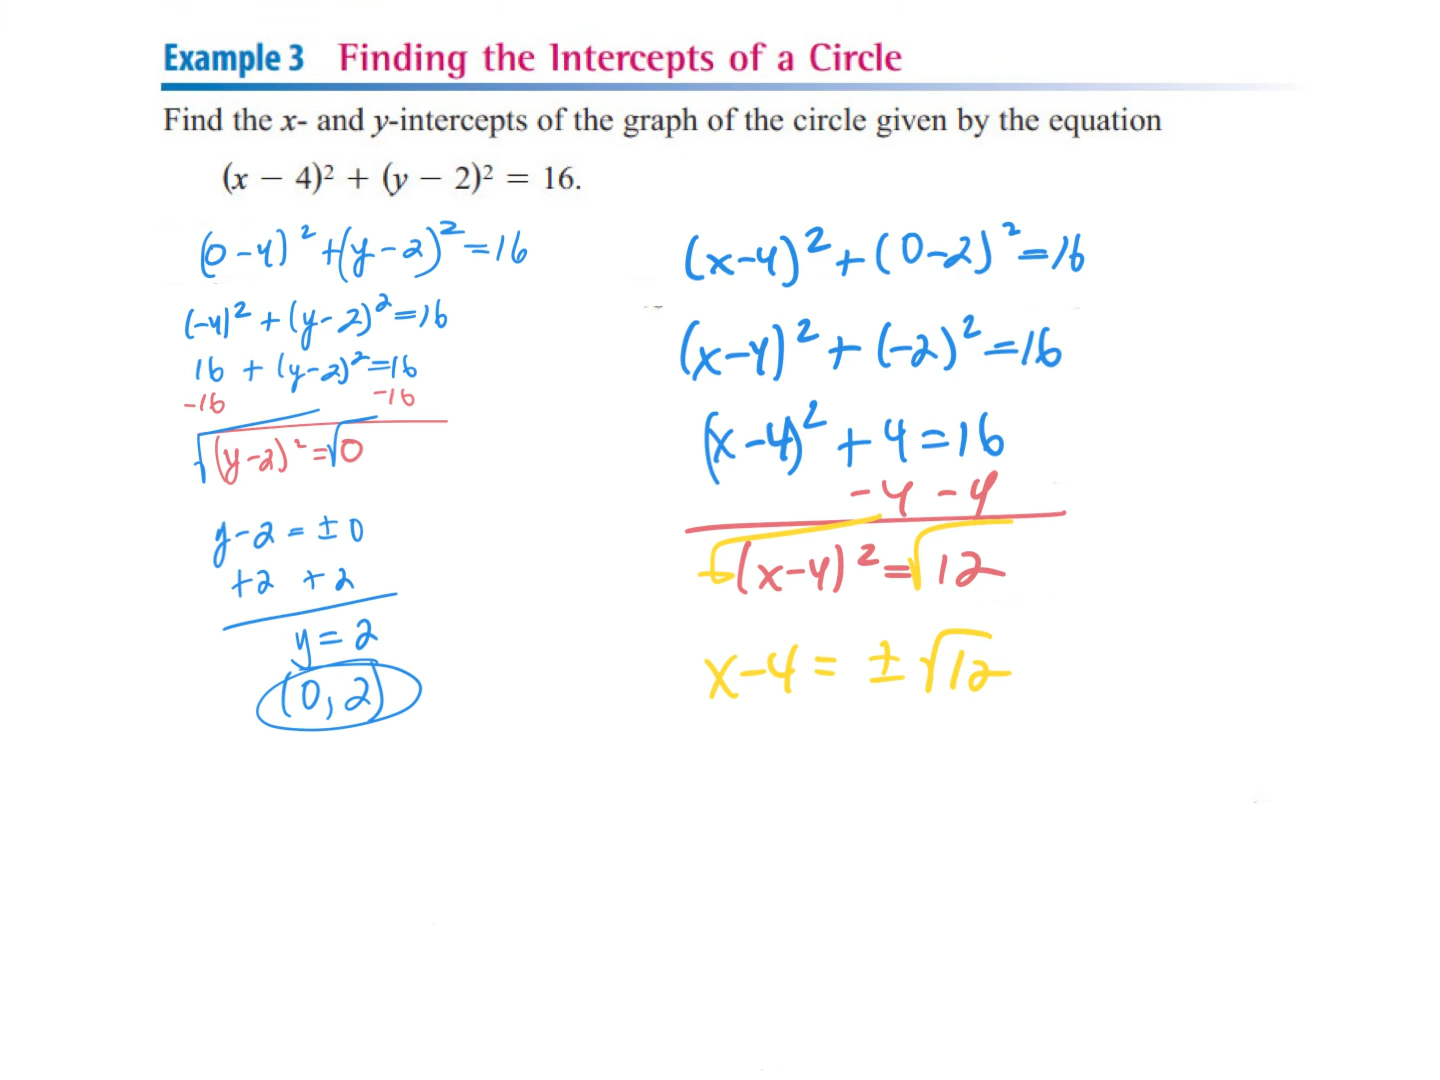 Example 3 Finding the Intercepts of a Circle
Find the x- and y-intercepts of the graph of the circle given by the equation
(x − 4)² + (y − 2)² = 16.
(0-4)² + (y-2)² = 16
(-4)² + (y-2)² = 16
16 + (y-2)² = 16
-16 -16
√(y-2)² = √0
y-2 = ± 0
+2 +2
y = 2
(0, 2)
(x-4)² + (0-2)² = 16
(x-4)² + (-2)² = 16
(x-4)² + 4 = 16
-4 -4
√(x-4)² = √12
x-4 = ± √12